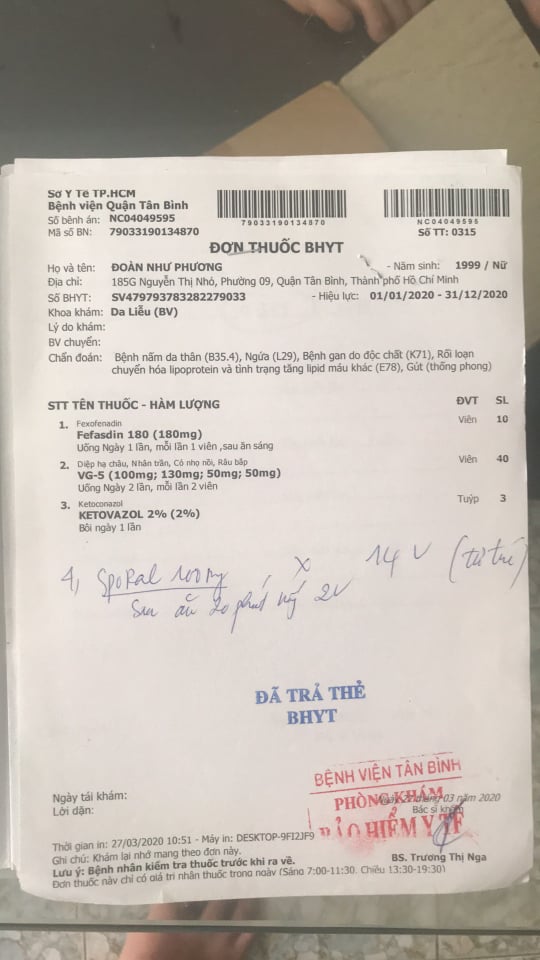 Sở Y Tế TP.HCM
Bệnh viện Quận Tân Bình
Số bệnh án: NC04049595
Mã số BN: 79033190134870
79033190134870
NC04049595
Số TT: 0315
ĐƠN THUỐC BHYT
Họ và tên: ĐOÀN NHƯ PHƯƠNG - Năm sinh: 1999 / Nữ
Địa chỉ: 185G Nguyễn Thị Nhỏ, Phường 09, Quận Tân Bình, Thành phố Hồ Chí Minh
Số BHYT: SV479793783282279033 - Hiệu lực: 01/01/2020 - 31/12/2020
Khoa khám: Da Liễu (BV)
Lý do khám:
BV chuyển:
Chẩn đoán: Bệnh nấm da thân (B35.4), Ngứa (L29), Bệnh gan do độc chất (K71), Rối loạn
chuyển hóa lipoprotein và tình trạng tăng lipid máu khác (E78), Gút (thống phong)
STT TÊN THUỐC - HÀM LƯỢNG ĐVT SL
1. Fexofenadin Viên 10
Fefasdin 180 (180mg)
Uống Ngày 1 lần, mỗi lần 1 viên ,sau ăn sáng
2. Diệp hạ châu, Nhân trần, Cỏ nhọ nồi, Râu bắp Viên 40
VG-5 (100mg; 130mg; 50mg; 50mg)
Uống Ngày 2 lần, mỗi lần 2 viên
3. Ketoconazol Tuýp 3
KETOVAZOL 2% (2%)
Bôi ngày 1 lần
4, Sporal 100mg x 14 v (từ trí)
Sau ăn 20 phút uống 2v
ĐÃ TRẢ THẺ
BHYT
BỆNH VIỆN TÂN BÌNH
PHÒNG KHÁM
BẢO HIỂM Y TẾ
Ngày tái khám:
Ngày 27 tháng 03 năm 2020
Lời dặn: Bác sĩ khám
Thời gian in: 27/03/2020 10:51 - Máy in: DESKTOP-9FI2JF9
Ghi chú: Khám lại nhớ mang theo đơn này.
BS. Trương Thị Nga
Lưu ý: Bệnh nhân kiểm tra thuốc trước khi ra về.
Đơn thuốc này chỉ có giá trị nhận thuốc trong ngày (Sáng 7:00-11:30, Chiều 13:30-19:30)